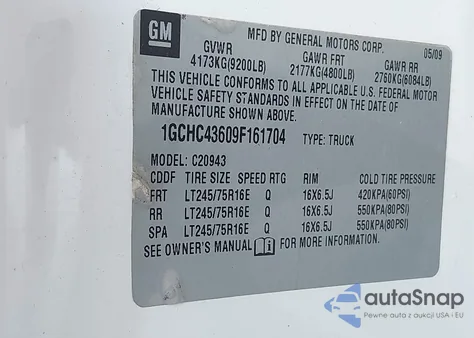 GM
MFD BY GENERAL MOTORS CORP. 05/09
GVWR GAWR FRT GAWR RR
4173KG(9200LB) 2177KG(4800LB) 2760KG(6084LB)
THIS VEHICLE CONFORMS TO ALL APPLICABLE U.S. FEDERAL MOTOR
VEHICLE SAFETY STANDARDS IN EFFECT ON THE DATE OF
MANUFACTURE SHOWN ABOVE.
1GCHC43609F161704 TYPE: TRUCK
MODEL: C20943
CDDF TIRE SIZE SPEED RTG RIM COLD TIRE PRESSURE
FRT LT245/75R16E Q 16X6.5J 420KPA(60PSI)
RR LT245/75R16E Q 16X6.5J 550KPA(80PSI)
SPA LT245/75R16E Q 16X6.5J 550KPA(80PSI)
SEE OWNER'S MANUAL i FOR MORE INFORMATION.
autoSnap
Pewne auta z USA i EU